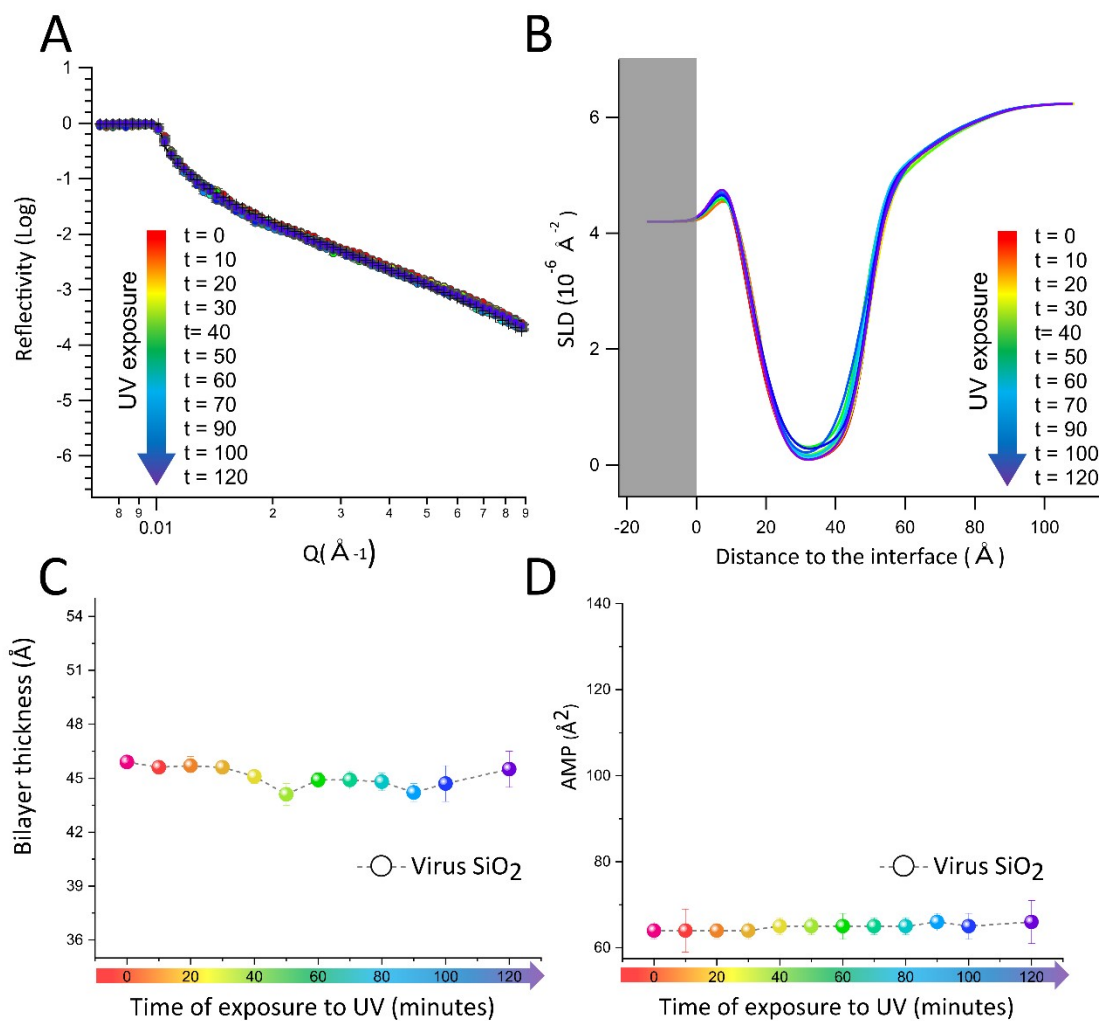 A
Reflectivity (Log)
1
0
-1
-2
-3
-4
-5
-6
UV exposure
t = 0
t = 10
t = 20
t = 30
t= 40
t = 50
t = 60
t = 70
t = 90
t = 100
t = 120
8
9
0.01
2
3
4
5
6
7
8
9
Q( Å -1)
B
SLD (10-6 Å-2)
6
4
2
0
UV exposure
t = 0
t = 10
t = 20
t = 30
t= 40
t = 50
t = 60
t = 70
t = 90
t = 100
t = 120
-20
0
20
40
60
80
100
Distance to the interface ( Å )
C
Bilayer thickness (Å)
54
51
48
45
42
39
36
Virus SiO2
0
20
40
60
80
100
120
Time of exposure to UV (minutes)
D
AMP (Å2)
140
120
100
80
60
Virus SiO2
0
20
40
60
80
100
120
Time of exposure to UV (minutes)